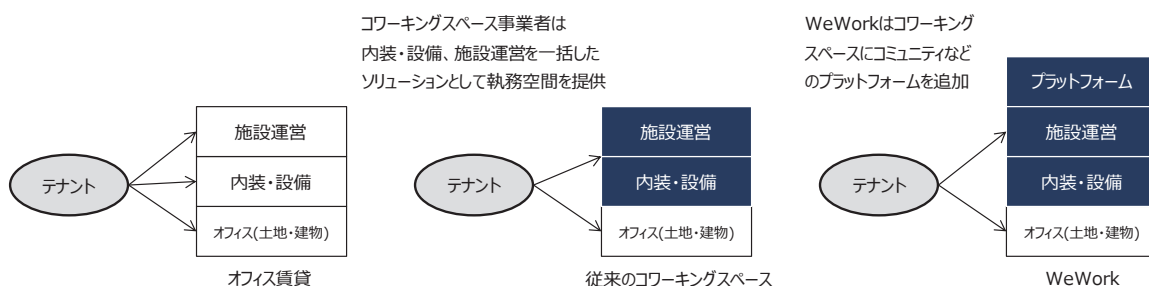 コワーキングスペース事業者は
内装・設備、施設運営を一括した
ソリューションとして執務空間を提供
WeWorkはコワーキング
スペースにコミュニティなど
のプラットフォームを追加
テナント
施設運営
内装・設備
オフィス(土地・建物)
オフィス賃貸
テナント
施設運営
内装・設備
オフィス(土地・建物)
従来のコワーキングスペース
テナント
プラットフォーム
施設運営
内装・設備
オフィス(土地・建物)
WeWork